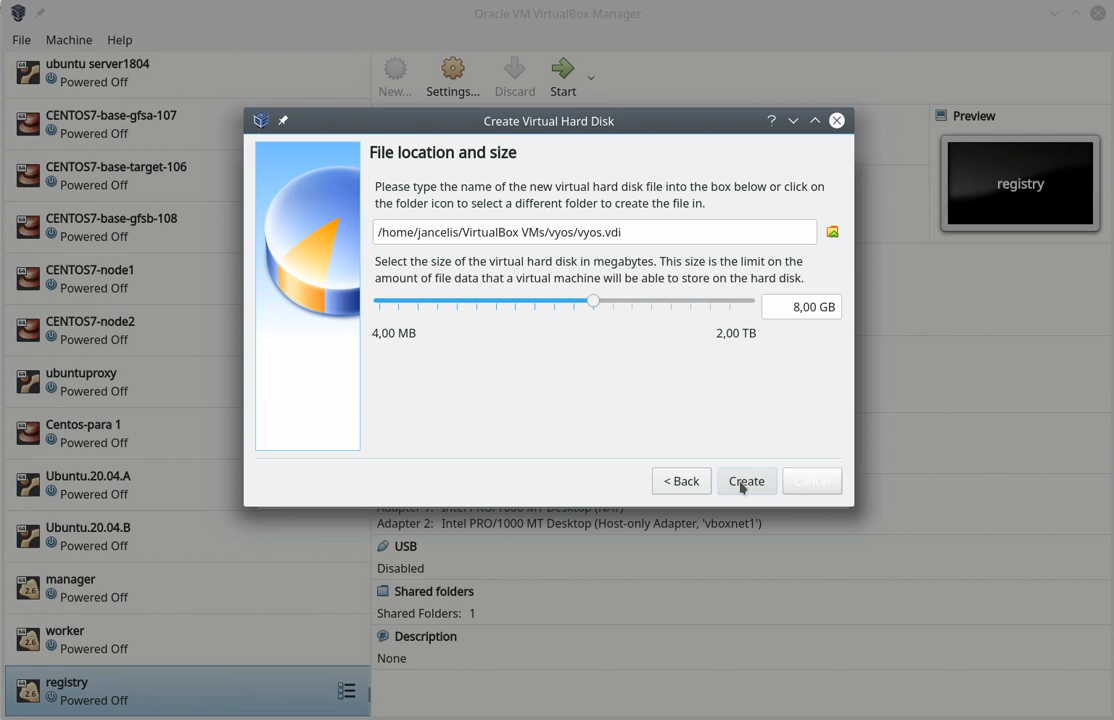 Oracle VM VirtualBox Manager
File Machine Help
New... Settings... Discard Start
ubuntu server1804
Powered Off
CENTOS7-base-gfsa-107
Powered Off
CENTOS7-base-target-106
Powered Off
CENTOS7-base-gfsb-108
Powered Off
CENTOS7-node1
Powered Off
CENTOS7-node2
Powered Off
ubuntuproxy
Powered Off
Centos-para 1
Powered Off
Ubuntu.20.04.A
Powered Off
Ubuntu.20.04.B
Powered Off
manager
Powered Off
worker
Powered Off
registry
Powered Off
Preview
registry
Create Virtual Hard Disk
File location and size
Please type the name of the new virtual hard disk file into the box below or click on
the folder icon to select a different folder to create the file in.
/home/jancelis/VirtualBox VMs/vyos/vyos.vdi
Select the size of the virtual hard disk in megabytes. This size is the limit on the
amount of file data that a virtual machine will be able to store on the hard disk.
8,00 GB
4,00 MB 2,00 TB
< Back Create Cancel
Adapter 1: Intel PRO/1000 MT Desktop (NAT)
Adapter 2: Intel PRO/1000 MT Desktop (Host-only Adapter, 'vboxnet1')
USB
Disabled
Shared folders
Shared Folders: 1
Description
None